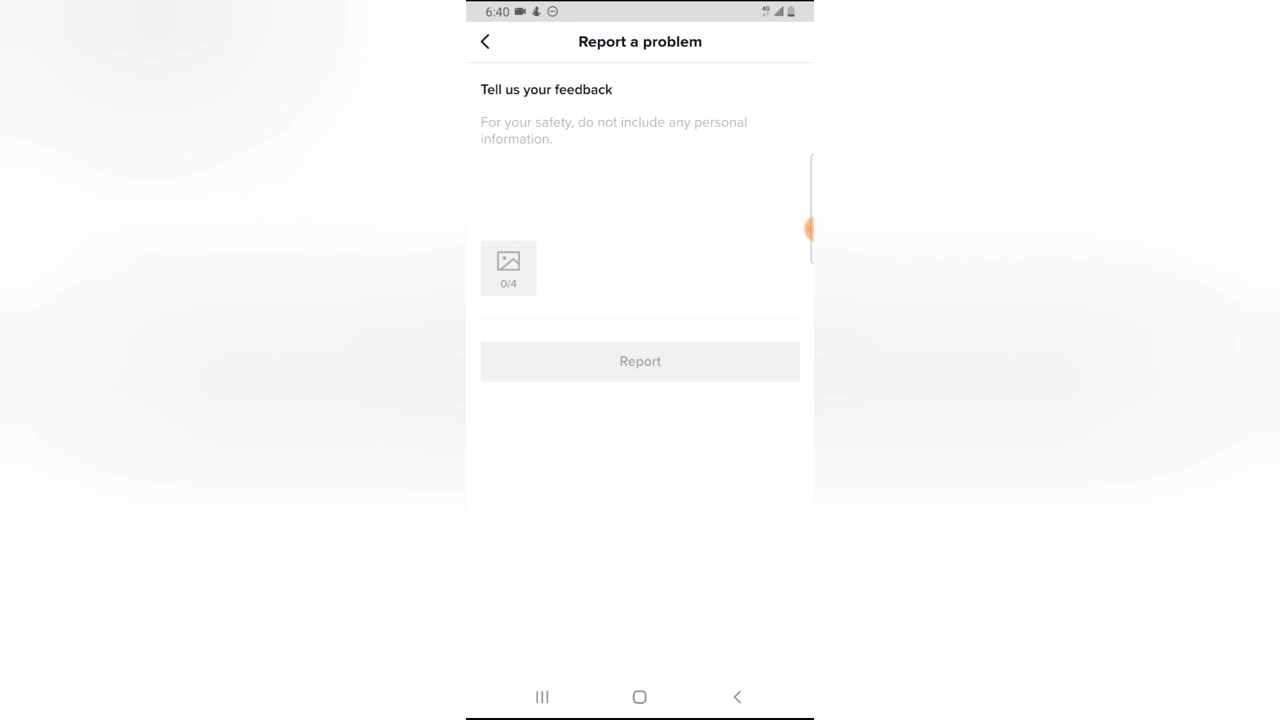 6:40
4G
Report a problem
Tell us your feedback
For your safety, do not include any personal
information.
0/4
Report